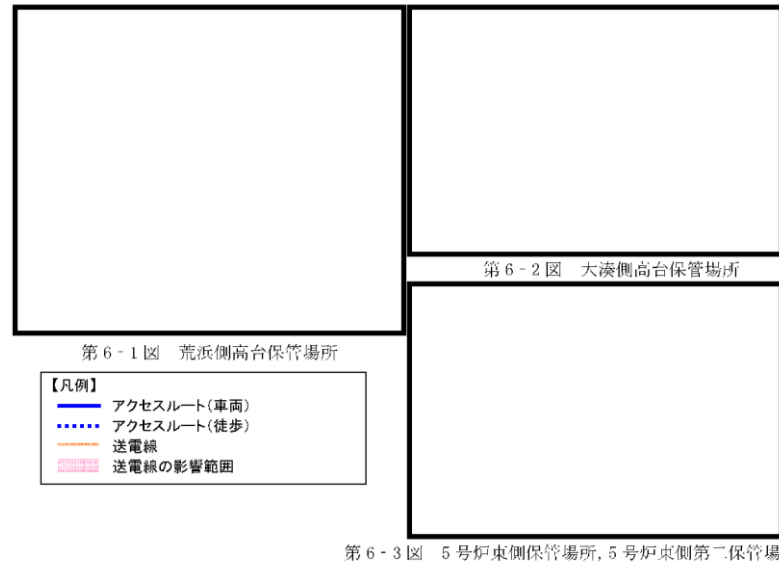 第6-2図 大湊側高台保管場所
第6-1図 荒浜側高台保管場所
【凡例】
アクセスルート(車両)
アクセスルート(徒歩)
送電線
送電線の影響範囲
第6-3図 5号炉東側保管場所,5号炉東側第二保管場